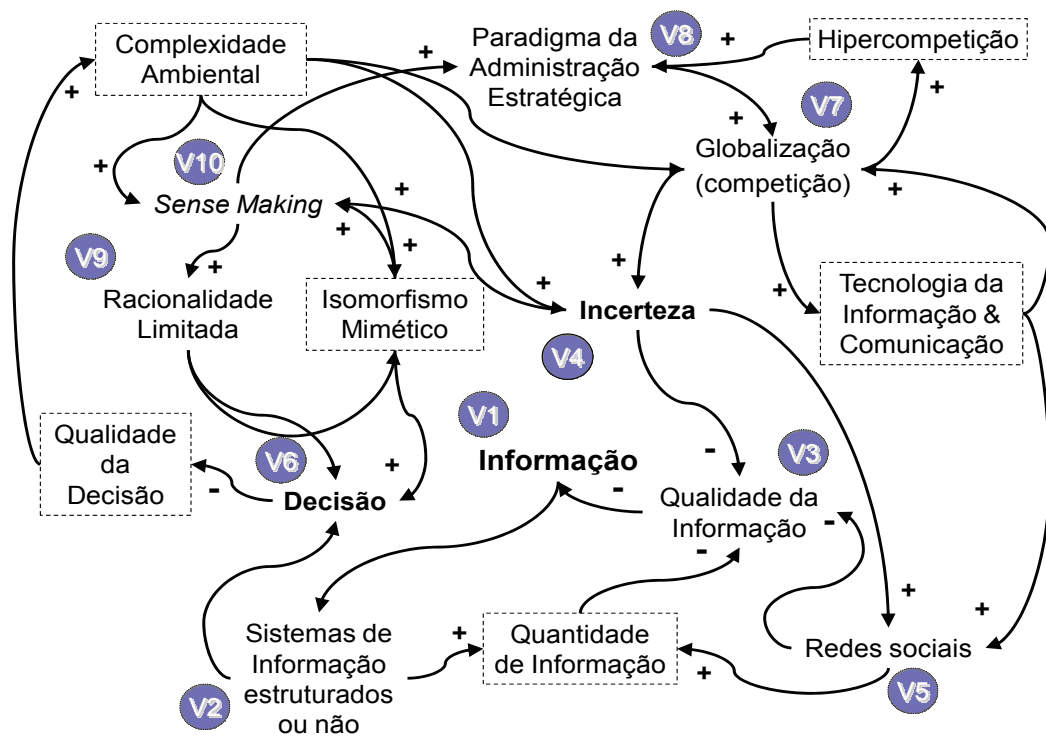 Complexidade
Ambiental
+
+
Paradigma da
Administração
Estratégica
V8
+
Hipercompetição
+
+
V7
Globalização
(competição)
+
V10
+
Sense Making
+
+
+
V9
+
Racionalidade
Limitada
Isomorfismo
Mimético
+
+
Incerteza
V4
+
Tecnologia da
Informação &
Comunicação
V1
Informação
-
V3
Qualidade da
Informação
-
-
-
Qualidade
da
Decisão
-
V6
Decisão
+
Sistemas de
Informação
estruturados
ou não
V2
+
Quantidade
de Informação
+
+
+
Redes sociais
V5